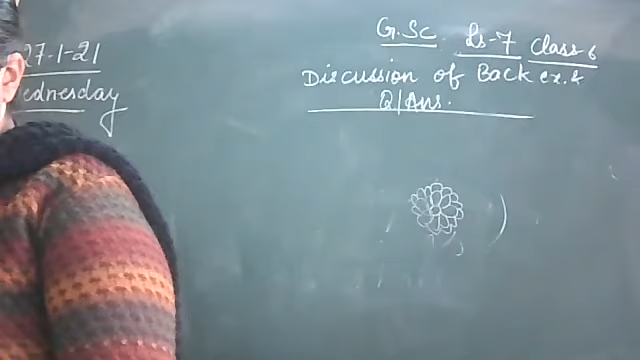 27-1-21
Wednesday
G.Sc. Ls-7 Class-6
Discussion of Back ex. &
Q/Ans.